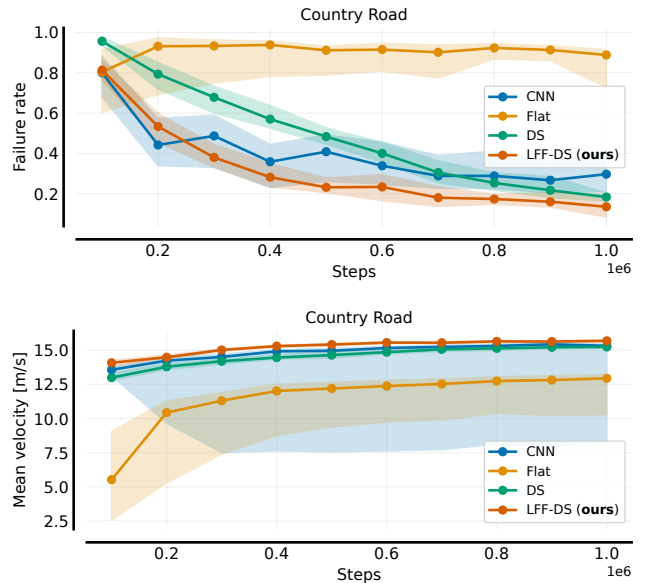 Country Road
1.0
0.8
0.6
0.4
0.2
Failure rate
CNN
Flat
DS
LFF-DS (ours)
0.2 0.4 0.6 0.8 1.0
1e6
Steps
Country Road
15.0
12.5
10.0
7.5
5.0
2.5
Mean velocity [m/s]
CNN
Flat
DS
LFF-DS (ours)
0.2 0.4 0.6 0.8 1.0
1e6
Steps